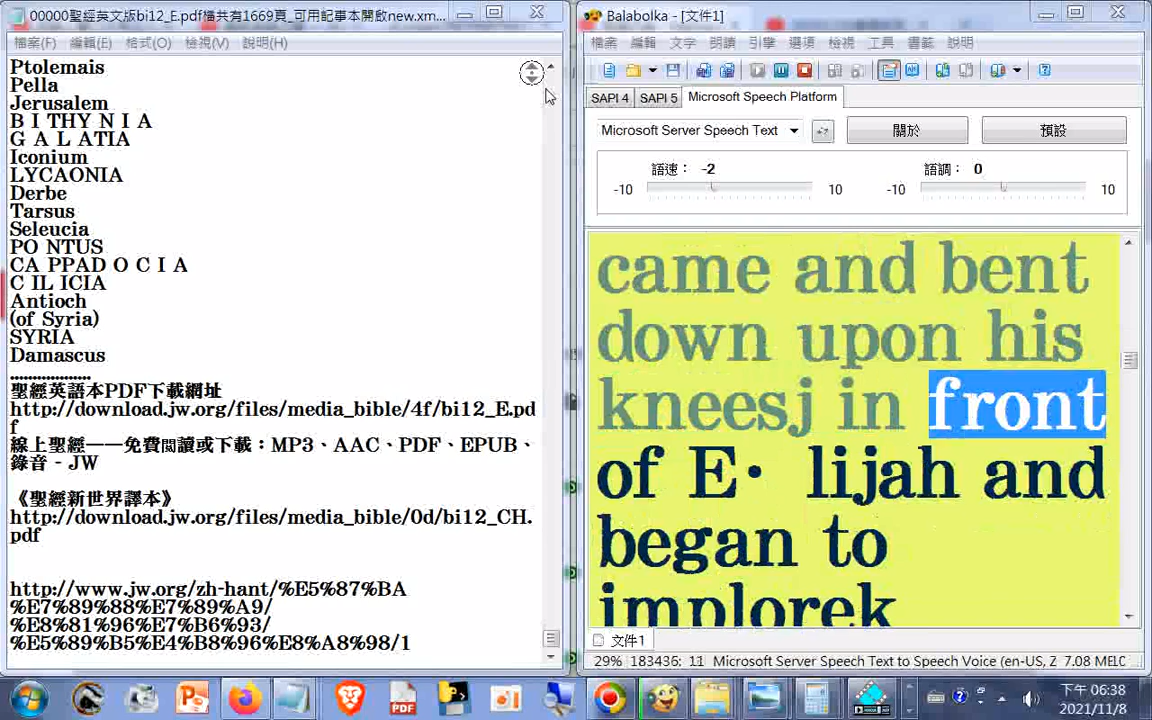 00000聖經英文版bi12_E.pdf檔共有1669頁_可用記事本開啟new.xm...
檔案(F) 編輯(E) 格式(O) 檢視(V) 說明(H)
Ptolemais
Pella
Jerusalem
B I THY N I A
G A L ATIA
Iconium
LYCAONIA
Derbe
Tarsus
Seleucia
PO NTUS
CA PPAD O C I A
C IL ICIA
Antioch
(of Syria)
SYRIA
Damascus
..................
聖經英語本PDF下載網址
http://download.jw.org/files/media_bible/4f/bi12_E.pd
f
線上聖經——免費閱讀或下載：MP3、AAC、PDF、EPUB、
錄音 - JW
《聖經新世界譯本》
http://download.jw.org/files/media_bible/0d/bi12_CH.
pdf
http://www.jw.org/zh-hant/%E5%87%BA
%E7%89%88%E7%89%A9/
%E8%81%96%E7%B6%93/
%E5%89%B5%E4%B8%96%E8%A8%98/1
Balabolka - [文件1]
檔案 編輯 文字 朗讀 引擎 選項 檢視 工具 書籤 說明
SAPI 4 SAPI 5 Microsoft Speech Platform
Microsoft Server Speech Text 關於 預設
語速： -2 語調： 0
-10 10 -10 10
came and bent
down upon his
kneesj in front
of E· lijah and
began to
implorek
文件1
29% 183436: 11 Microsoft Server Speech Text to Speech Voice (en-US, Z 7.08 MELC
下午 06:38
2021/11/8